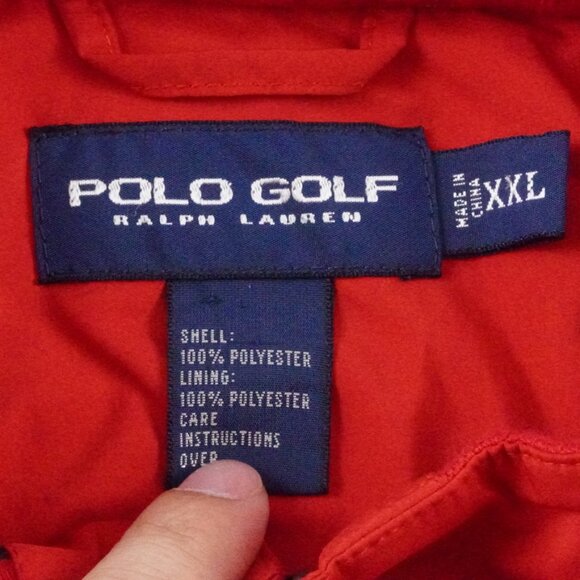 POLO GOLF
RALPH LAUREN
MADE IN
CHINA
XXL
SHELL:
100% POLYESTER
LINING:
100% POLYESTER
CARE
INSTRUCTIONS
OVER